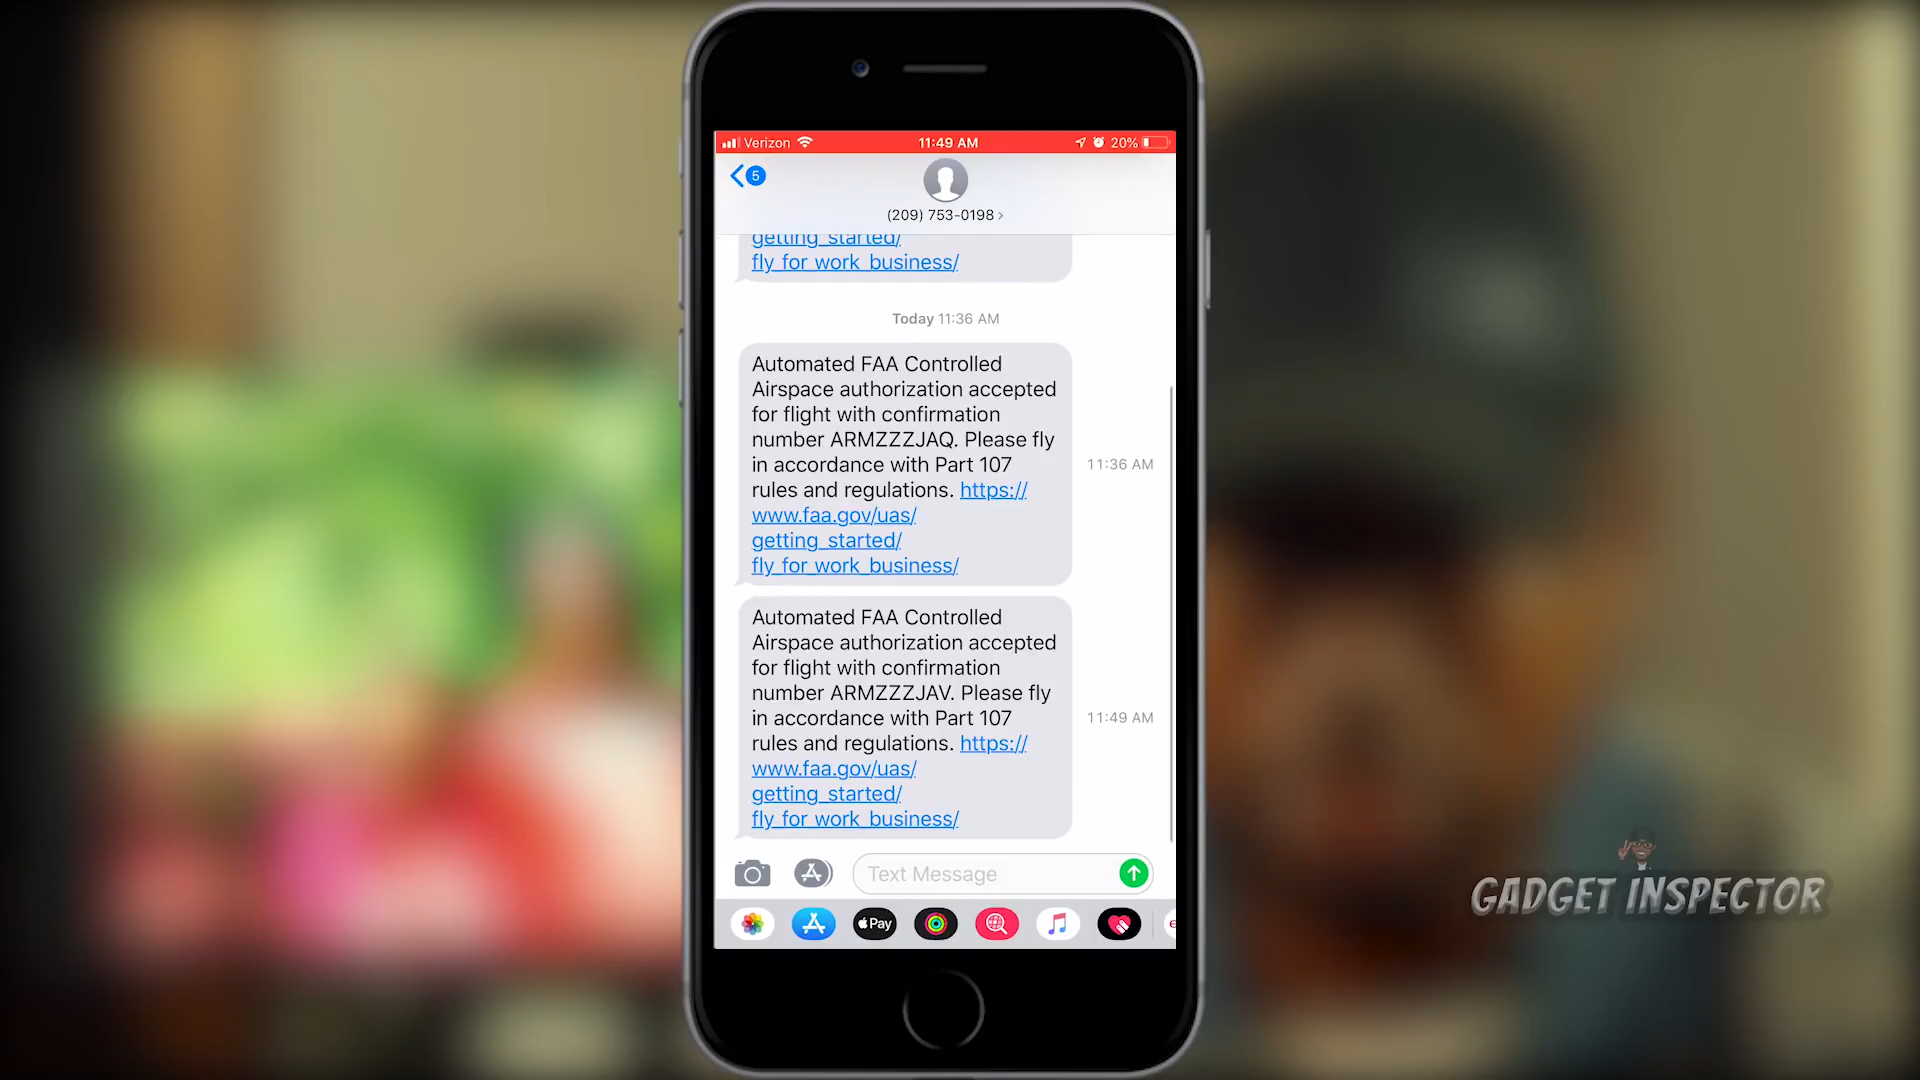 Verizon 11:49 AM 20%
5
(209) 753-0198 >
getting_started/
fly_for_work_business/
Today 11:36 AM
Automated FAA Controlled
Airspace authorization accepted
for flight with confirmation
number ARMZZZJAQ. Please fly
in accordance with Part 107
rules and regulations. https://
www.faa.gov/uas/
getting_started/
fly_for_work_business/
11:36 AM
Automated FAA Controlled
Airspace authorization accepted
for flight with confirmation
number ARMZZZJAV. Please fly
in accordance with Part 107
rules and regulations. https://
www.faa.gov/uas/
getting_started/
fly_for_work_business/
11:49 AM
Text Message
Pay
GADGET INSPECTOR